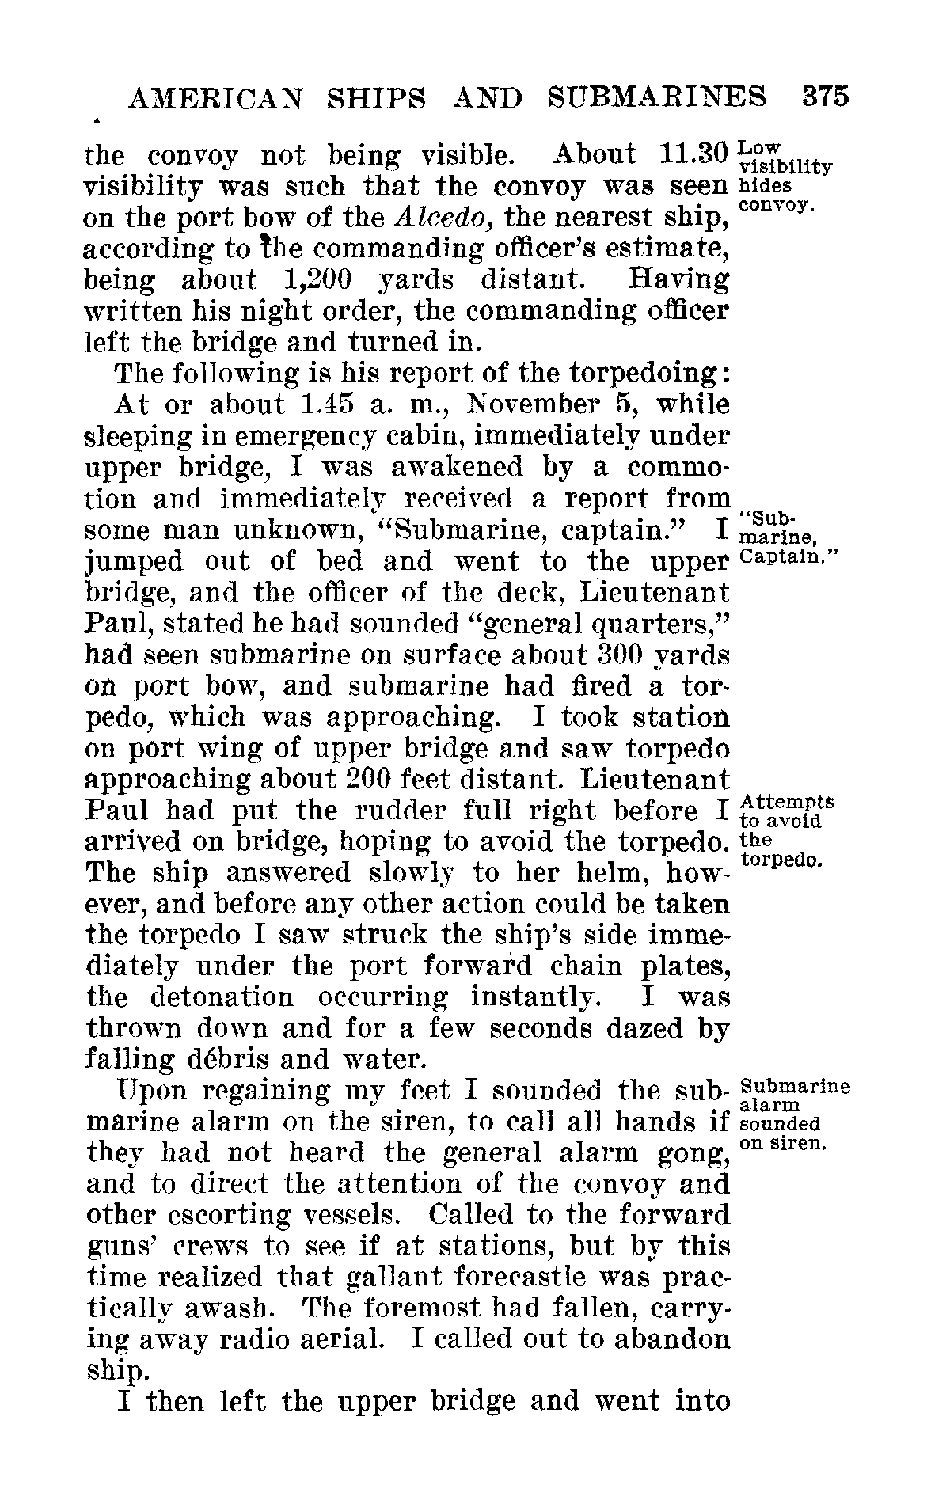 AMERICAN SHIPS AND SUBMARINES 375
the convoy not being visible. About 11.30
visibility was such that the convoy was seen
on the port bow of the Alcedo, the nearest ship,
according to the commanding officer's estimate,
being about 1,200 yards distant. Having
written his night order, the commanding officer
left the bridge and turned in.
Low
visibility
hides
convoy.
The following is his report of the torpedoing:
At or about 1.45 a. m., November 5, while
sleeping in emergency cabin, immediately under
upper bridge, I was awakened by a commo-
tion and immediately received a report from
some man unknown, “Submarine, captain.” I
jumped out of bed and went to the upper
bridge, and the officer of the deck, Lieutenant
Paul, stated he had sounded “general quarters,”
had seen submarine on surface about 300 yards
on port bow, and submarine had fired a tor-
pedo, which was approaching. I took station
on port wing of upper bridge and saw torpedo
approaching about 200 feet distant. Lieutenant
Paul had put the rudder full right before I
arrived on bridge, hoping to avoid the torpedo.
The ship answered slowly to her helm, how-
ever, and before any other action could be taken
the torpedo I saw struck the ship's side imme-
diately under the port forward chain plates,
the detonation occurring instantly. I was
thrown down and for a few seconds dazed by
falling débris and water.
“Sub-
marine,
Captain.”
Attempts
to avoid
the
torpedo.
Upon regaining my feet I sounded the sub-
marine alarm on the siren, to call all hands if
they had not heard the general alarm gong,
and to direct the attention of the convoy and
other escorting vessels. Called to the forward
guns' crews to see if at stations, but by this
time realized that gallant forecastle was prac-
tically awash. The foremost had fallen, carry-
ing away radio aerial. I called out to abandon
ship.
Submarine
alarm
sounded
on siren.
I then left the upper bridge and went into